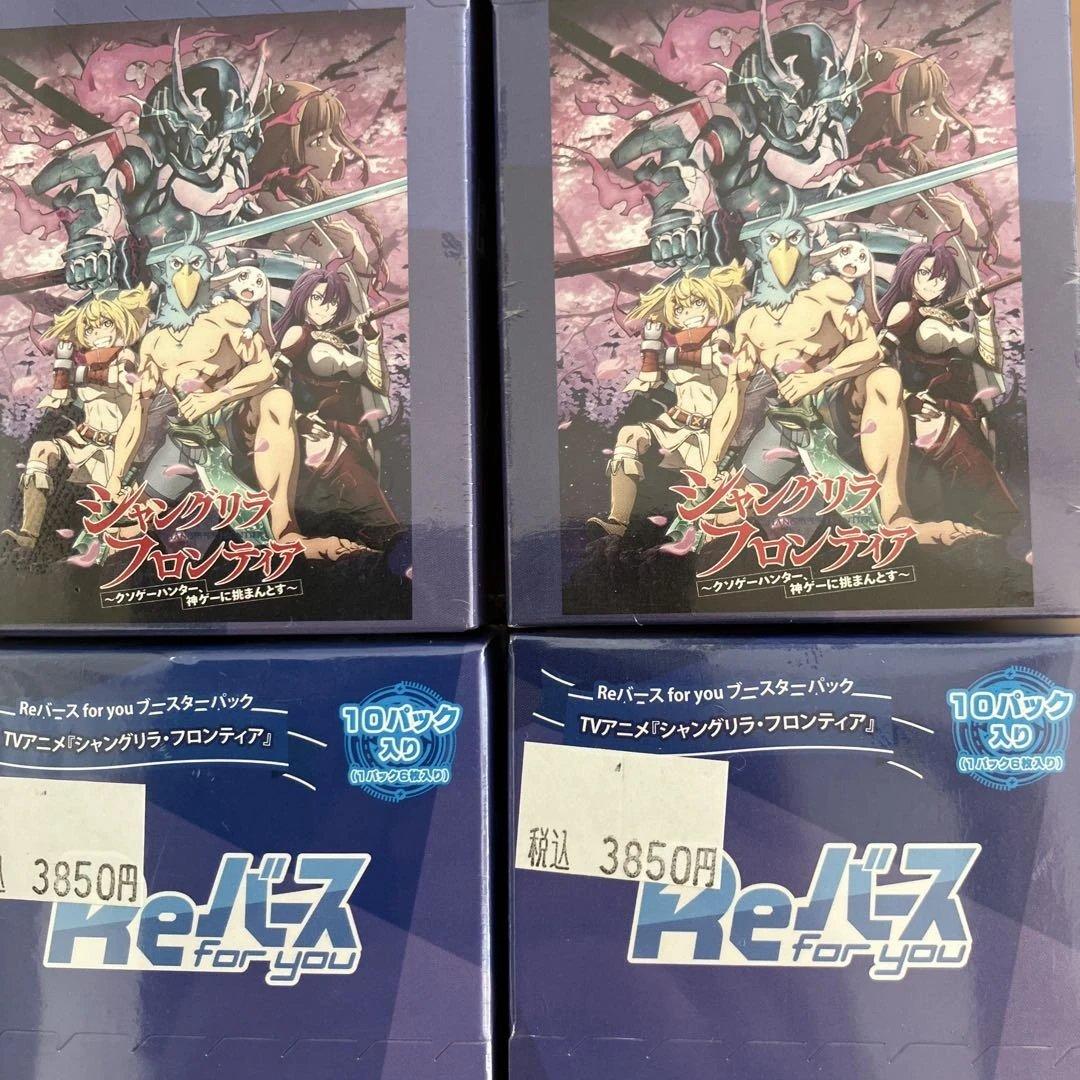 シャングリラ
フロンティア
～クソゲーハンター、
神ゲーに挑まんとす～
シャングリラ
フロンティア
～クソゲーハンター、
神ゲーに挑まんとす～
Reバース for you ブースターパック
TVアニメ『シャングリラ・フロンティア』
10パック
入り
(1パック6枚入り)
込 3850円
Reバース
for you
Reバース for you ブースターパック
TVアニメ『シャングリラ・フロンティア』
10パック
入り
(1パック6枚入り)
税込 3850円
Reバース
for you